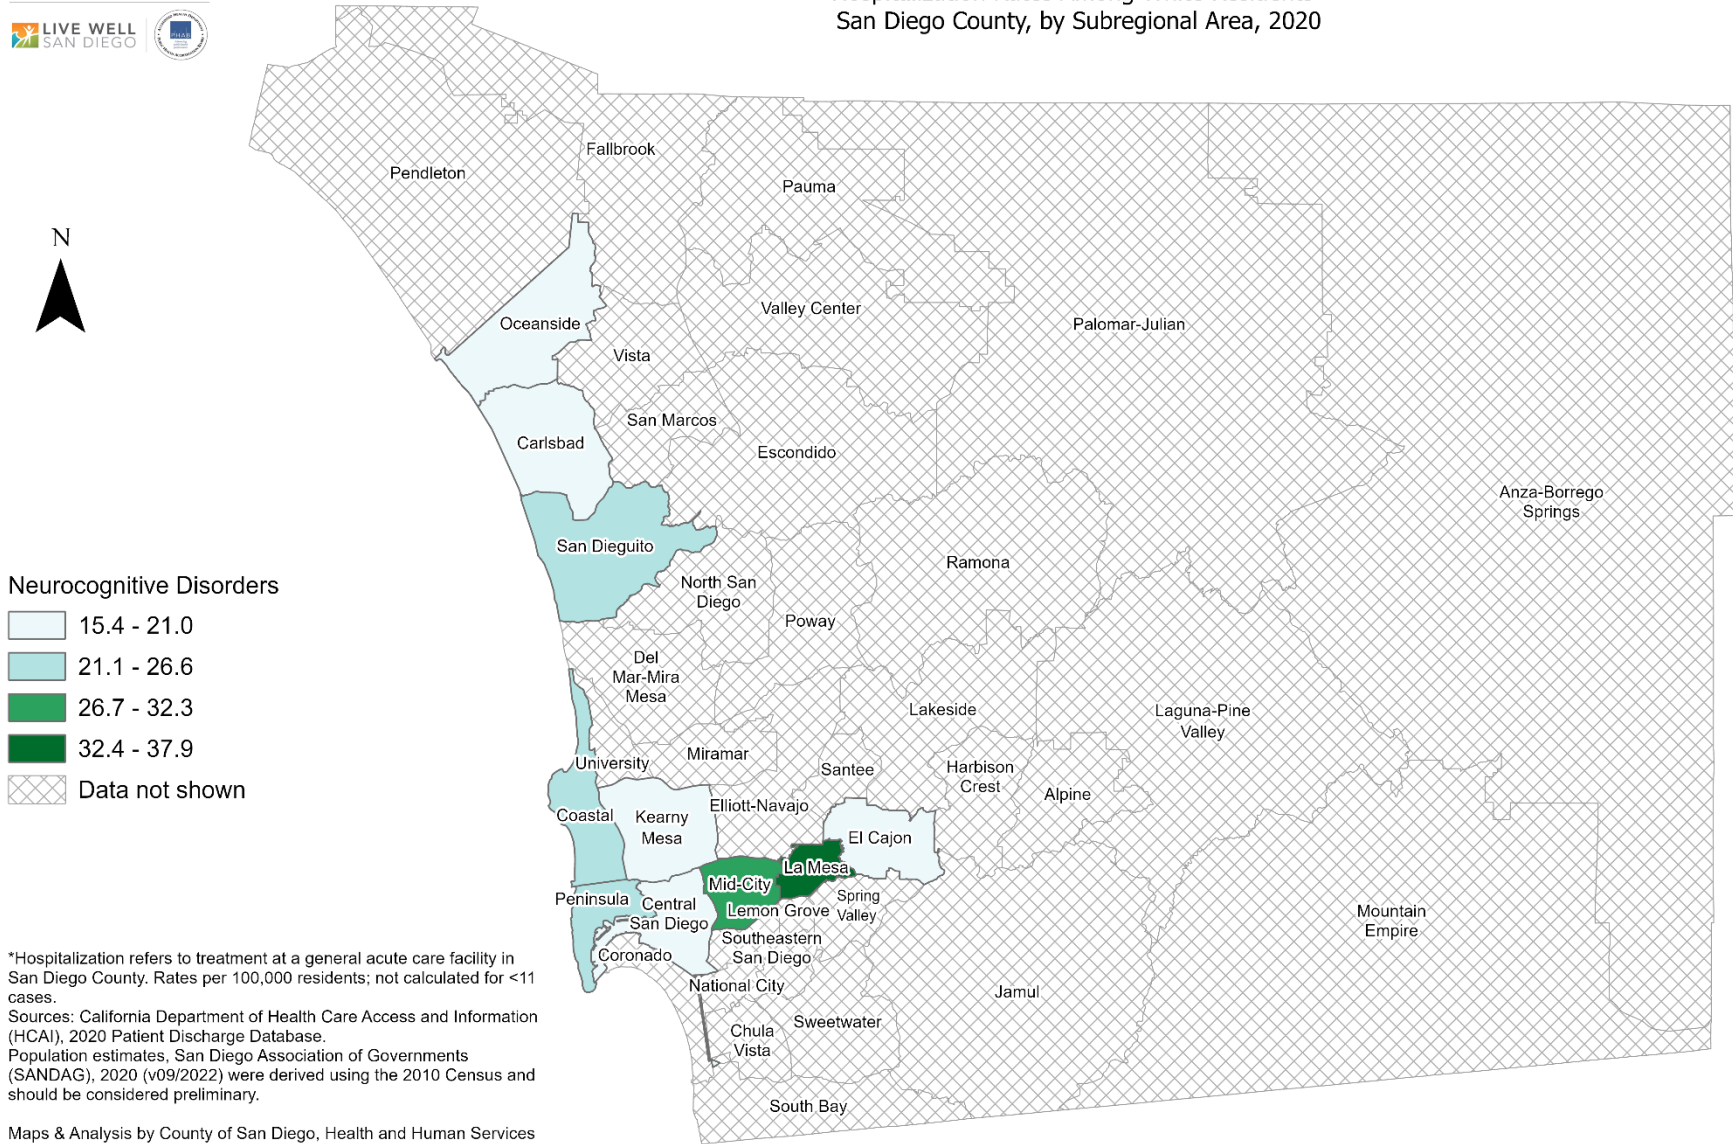 LIVE WELL
SAN DIEGO
PHAB
Hospitalization Rates Among White Residents
San Diego County, by Subregional Area, 2020
Fallbrook
Pendleton
Pauma
N
Valley Center
Oceanside
Palomar-Julian
Vista
San Marcos
Carlsbad
Escondido
Anza-Borrego
Springs
San Dieguito
Ramona
North San
Diego
Poway
Del
Mar-Mira
Mesa
Lakeside
Laguna-Pine
Valley
Miramar
University
Santee
Harbison
Crest
Alpine
Elliott-Navajo
Coastal
Kearny
Mesa
El Cajon
La Mesa
Mid-City
Peninsula
Central
San Diego
Lemon Grove
Spring
Valley
Mountain
Empire
Southeastern
San Diego
Coronado
National City
Jamul
Sweetwater
Chula
Vista
South Bay
Neurocognitive Disorders
15.4 - 21.0
21.1 - 26.6
26.7 - 32.3
32.4 - 37.9
Data not shown
*Hospitalization refers to treatment at a general acute care facility in
San Diego County. Rates per 100,000 residents; not calculated for <11
cases.
Sources: California Department of Health Care Access and Information
(HCAI), 2020 Patient Discharge Database.
Population estimates, San Diego Association of Governments
(SANDAG), 2020 (v09/2022) were derived using the 2010 Census and
should be considered preliminary.
Maps & Analysis by County of San Diego, Health and Human Services